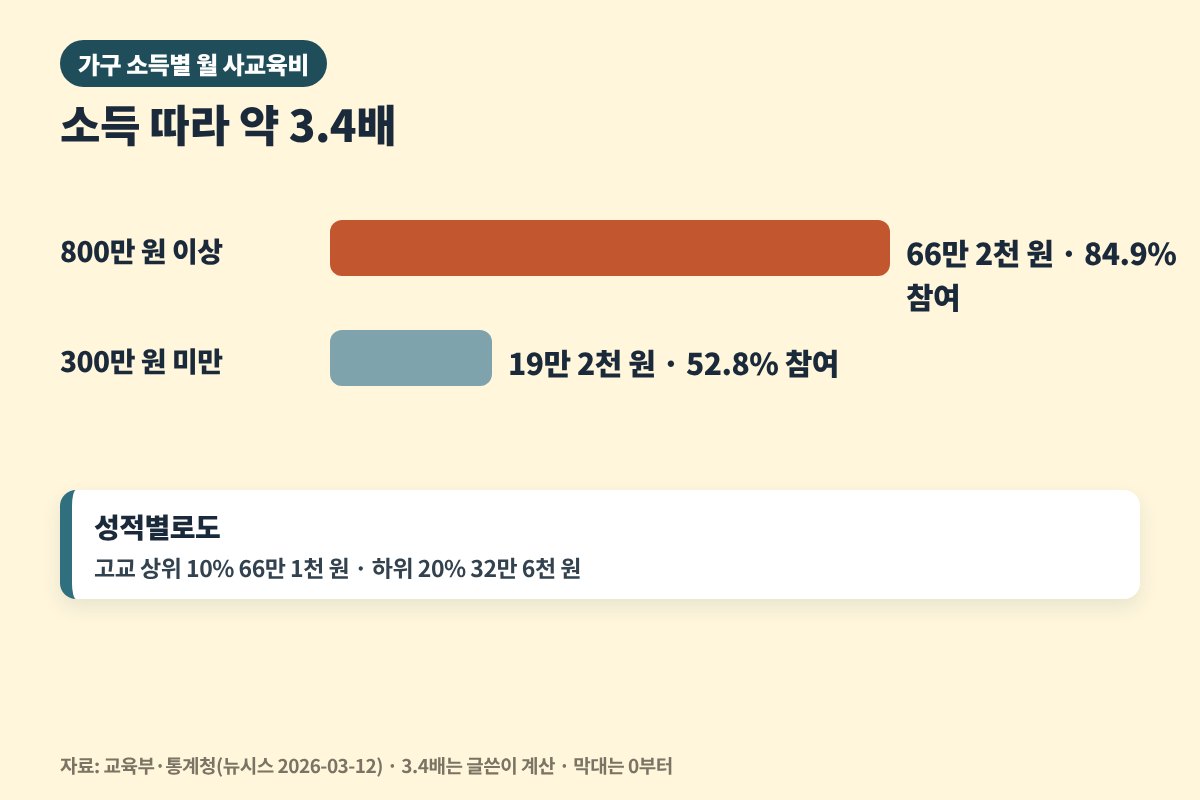 가구 소득별 월 사교육비
소득 따라 약 3.4배
800만 원 이상
66만 2천 원 · 84.9%
참여
300만 원 미만
19만 2천 원 · 52.8% 참여
성적별로도
고교 상위 10% 66만 1천 원 · 하위 20% 32만 6천 원
자료: 교육부·통계청(뉴시스 2026-03-12) · 3.4배는 글쓴이 계산 · 막대는 0부터